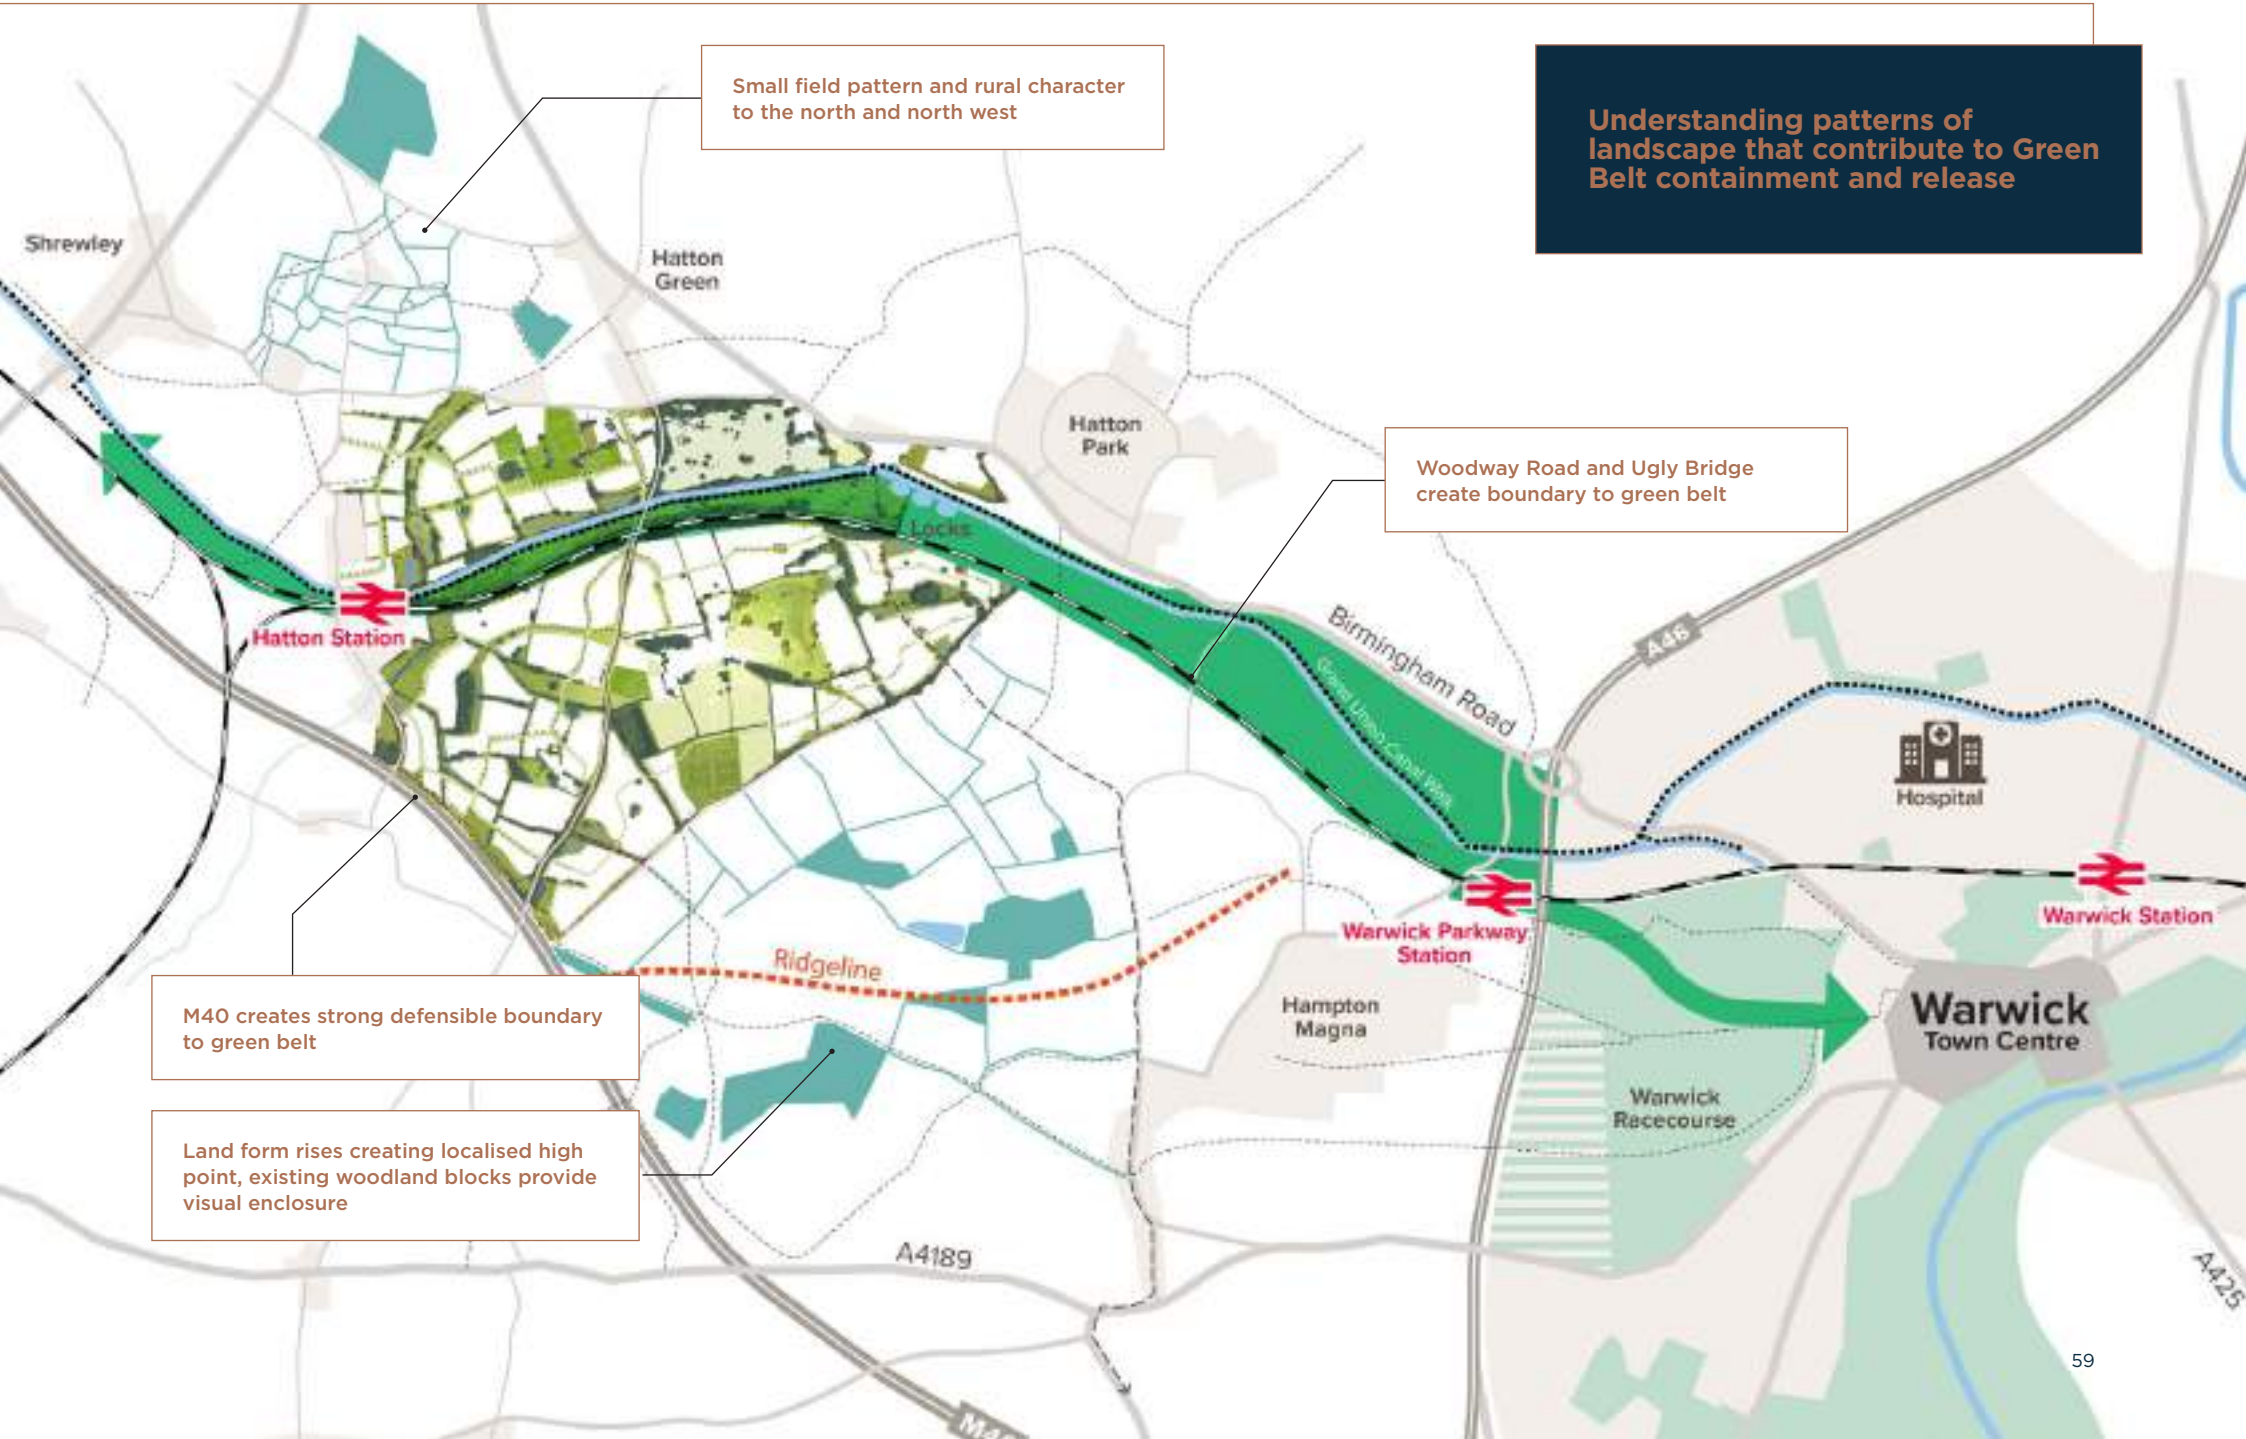 Small field pattern and rural character
to the north and north west
Understanding patterns of
landscape that contribute to Green
Belt containment and release
Shrewley
Hatton
Green
Hatton
Park
Woodway Road and Ugly Bridge
create boundary to green belt
Locks
Hatton Station
Birmingham Road
A46
Grand Union Canal Walk
Hospital
Warwick Parkway
Station
Warwick Station
Ridgeline
Hampton
Magna
Warwick
Town Centre
M40 creates strong defensible boundary
to green belt
Warwick
Racecourse
Land form rises creating localised high
point, existing woodland blocks provide
visual enclosure
A4189
A425
59